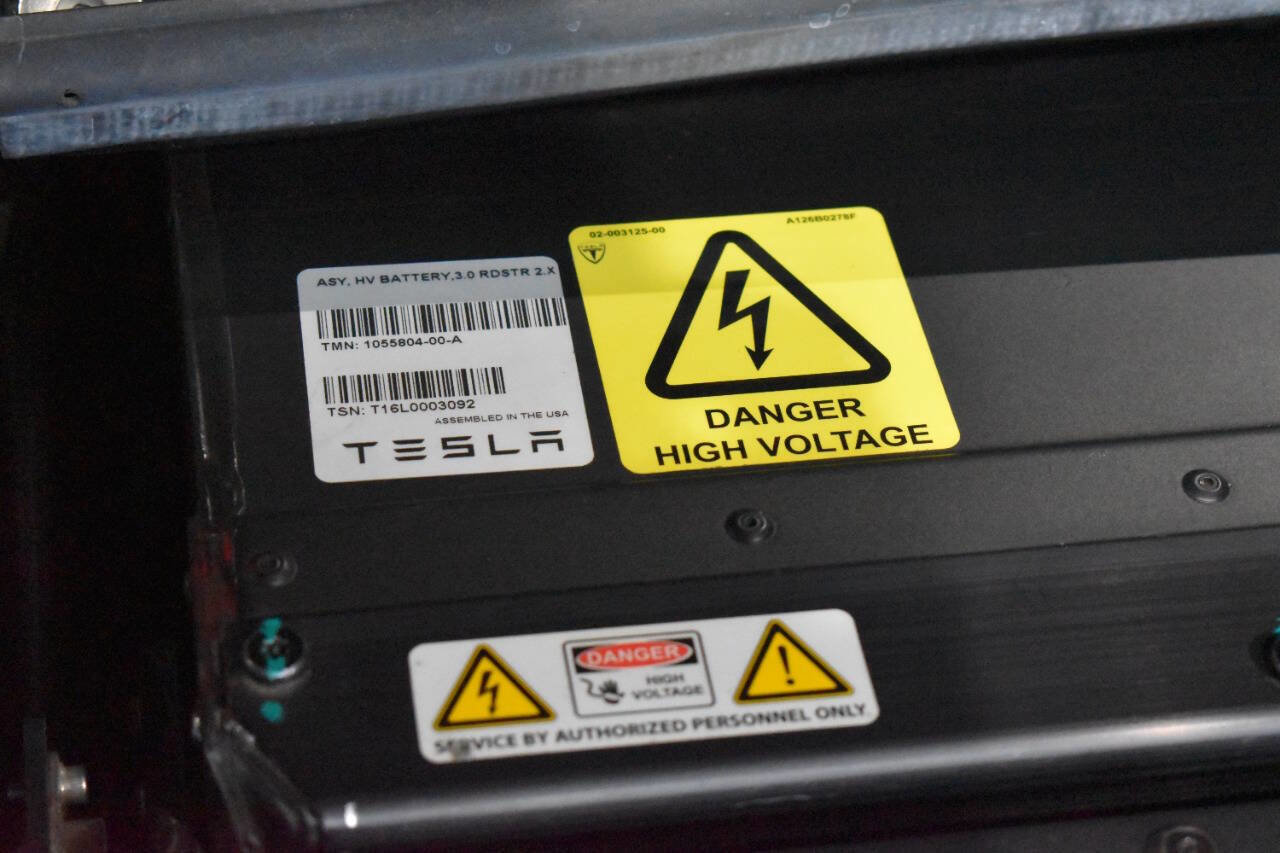 ASY, HV BATTERY,3.0 RDSTR 2.X
TMN: 1055804-00-A
TSN: T16L0003092
ASSEMBLED IN THE USA
TESLA
02-003125-00
A126B0278F
DANGER
HIGH VOLTAGE
DANGER
HIGH
VOLTAGE
SERVICE BY AUTHORIZED PERSONNEL ONLY